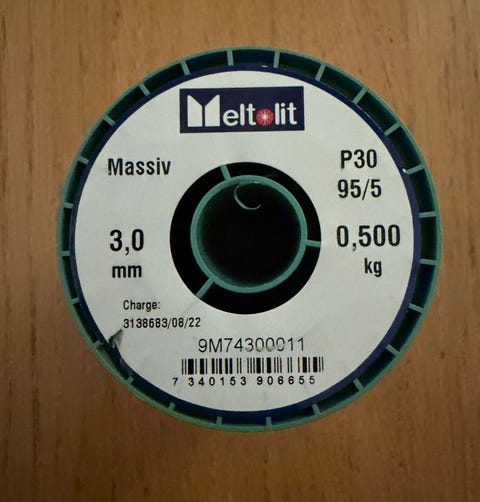 Meltolit
Massiv
P30
95/5
3,0
mm
0,500
kg
Charge:
3138683/08/22
9M74300011
7 340153 906655